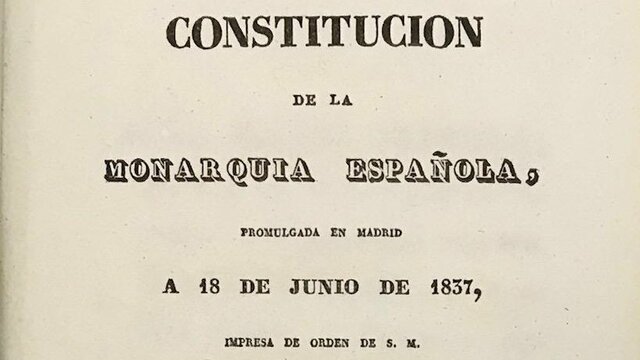 CONSTITUCION
DE LA
MONARQUIA ESPAÑOLA,
PROMULGADA EN MADRID
A 18 DE JUNIO DE 1837,
IMPRESA DE ORDEN DE S. M.